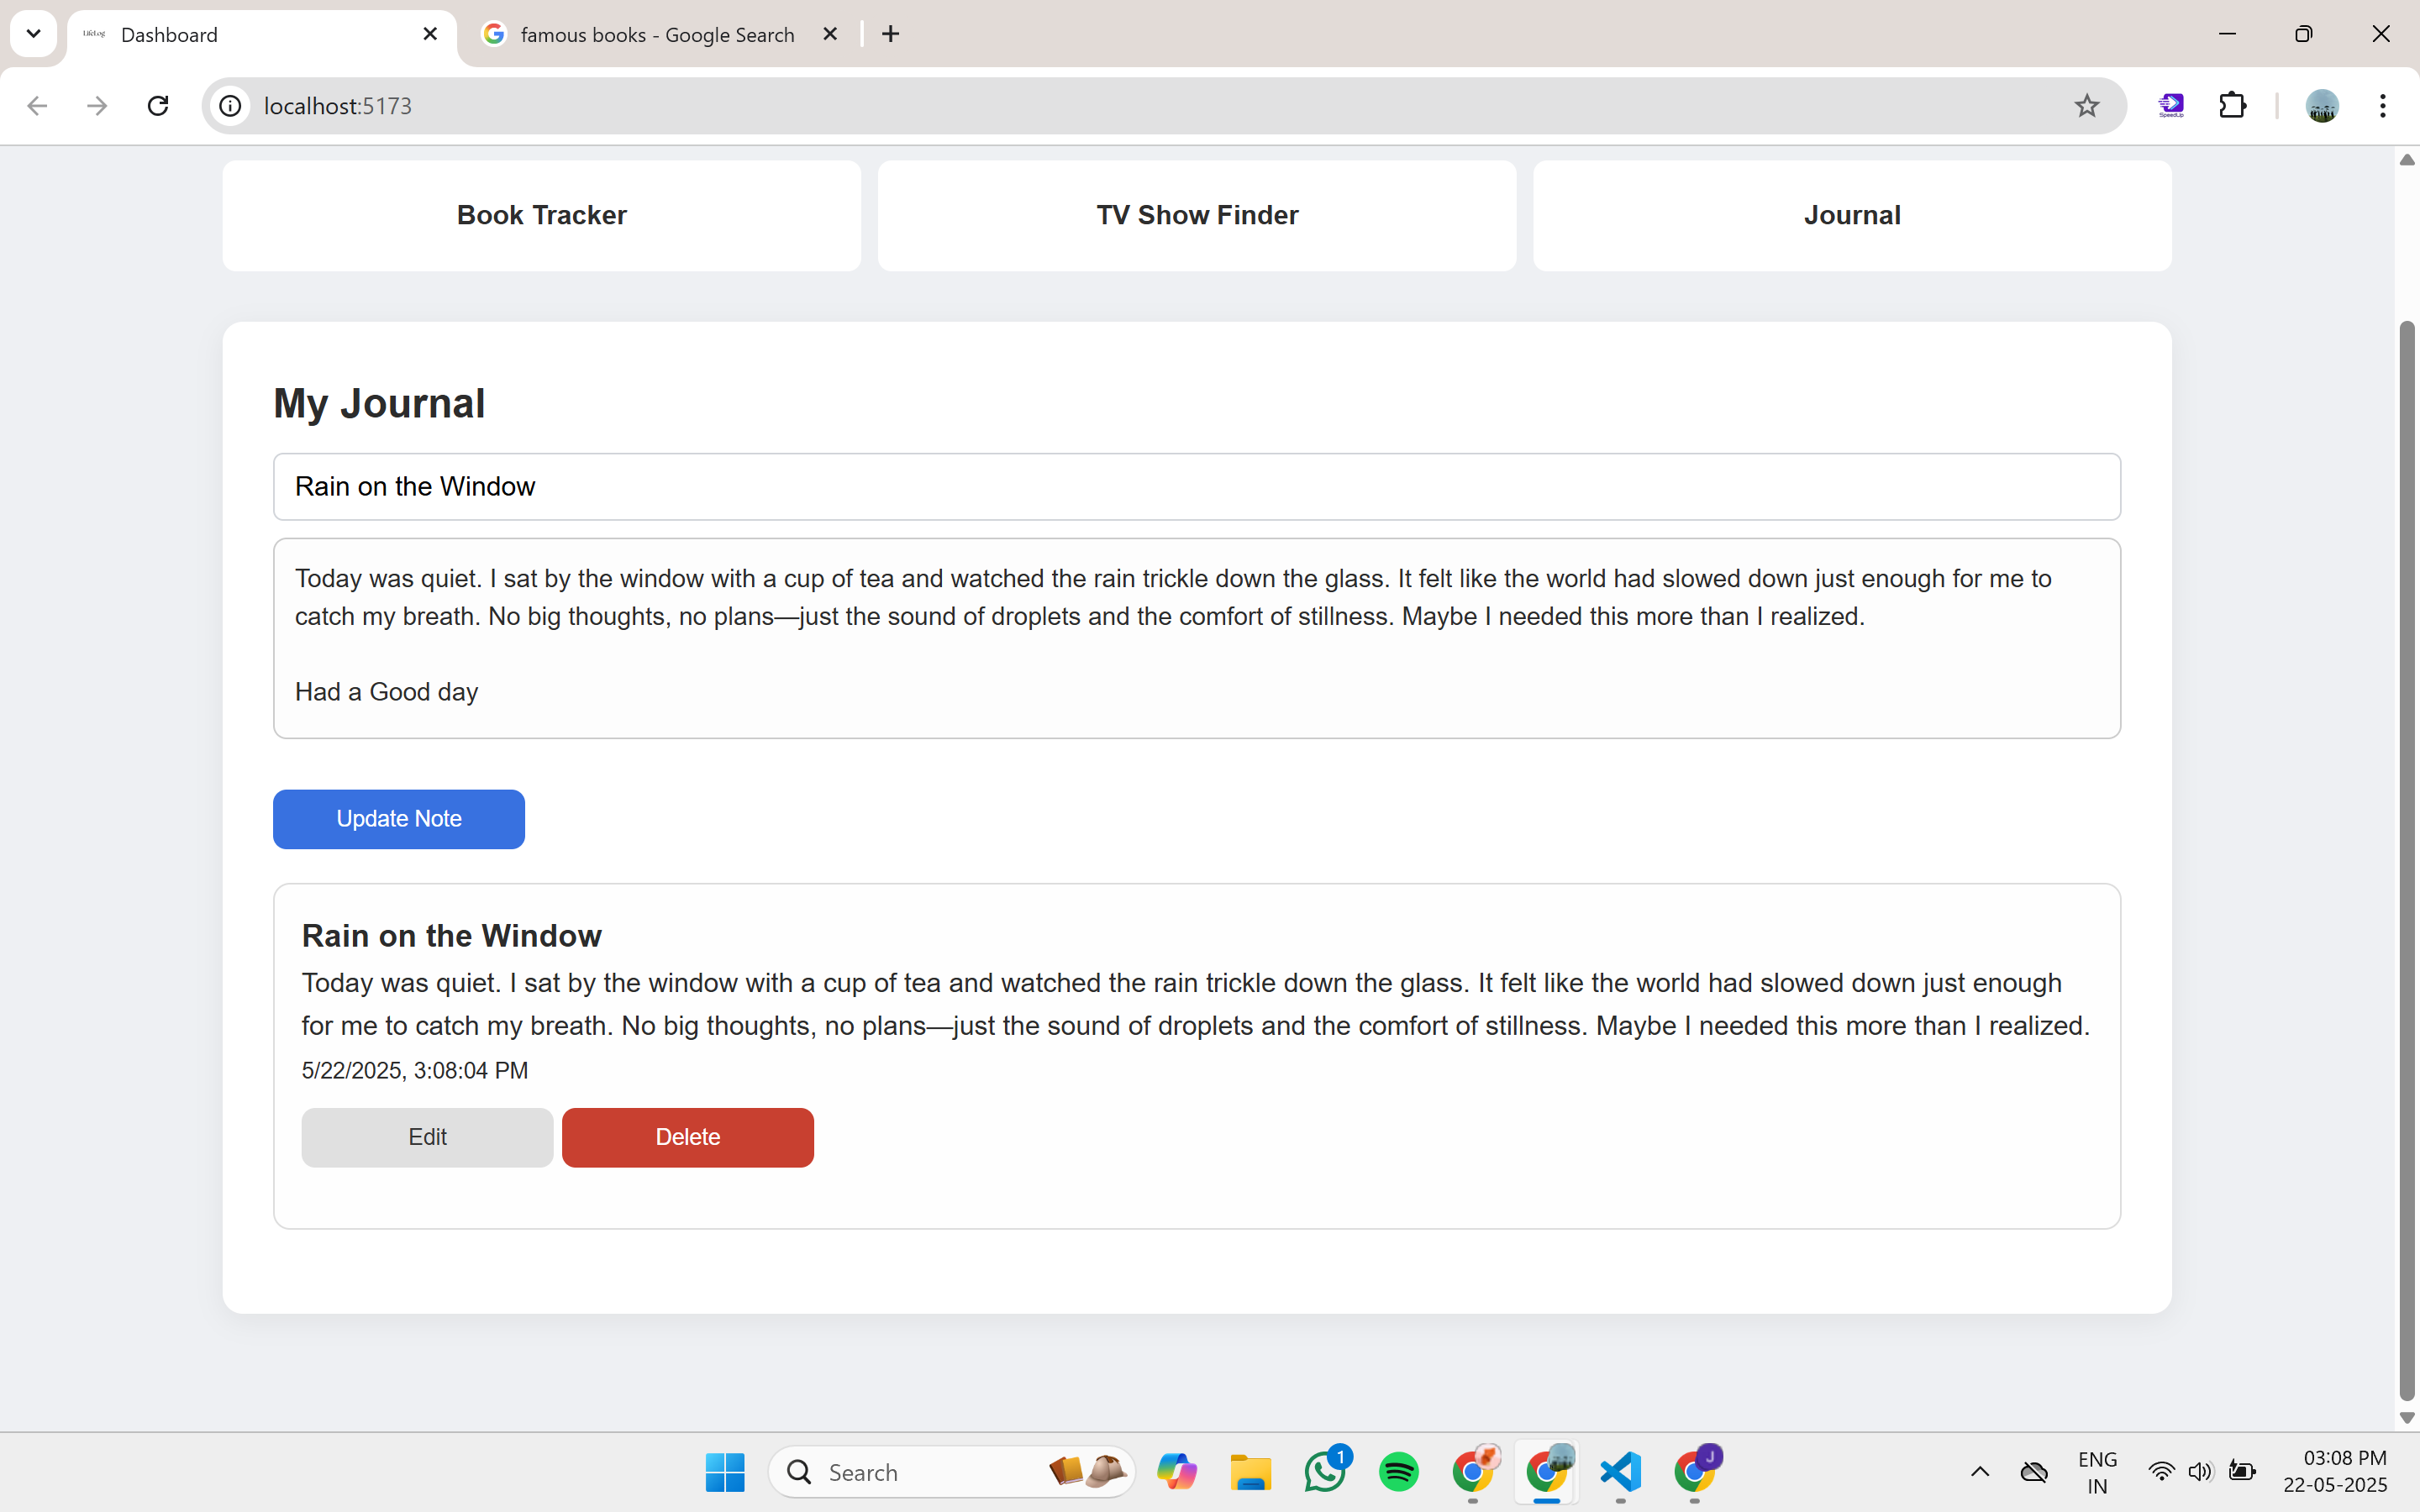 LifeLog Dashboard
famous books - Google Search
localhost:5173
SpeedUp
Book Tracker
TV Show Finder
Journal
My Journal
Rain on the Window
Today was quiet. I sat by the window with a cup of tea and watched the rain trickle down the glass. It felt like the world had slowed down just enough for me to
catch my breath. No big thoughts, no plans—just the sound of droplets and the comfort of stillness. Maybe I needed this more than I realized.
Had a Good day
Update Note
Rain on the Window
Today was quiet. I sat by the window with a cup of tea and watched the rain trickle down the glass. It felt like the world had slowed down just enough
for me to catch my breath. No big thoughts, no plans—just the sound of droplets and the comfort of stillness. Maybe I needed this more than I realized.
5/22/2025, 3:08:04 PM
Edit
Delete
Search
1
J
ENG
IN
03:08 PM
22-05-2025